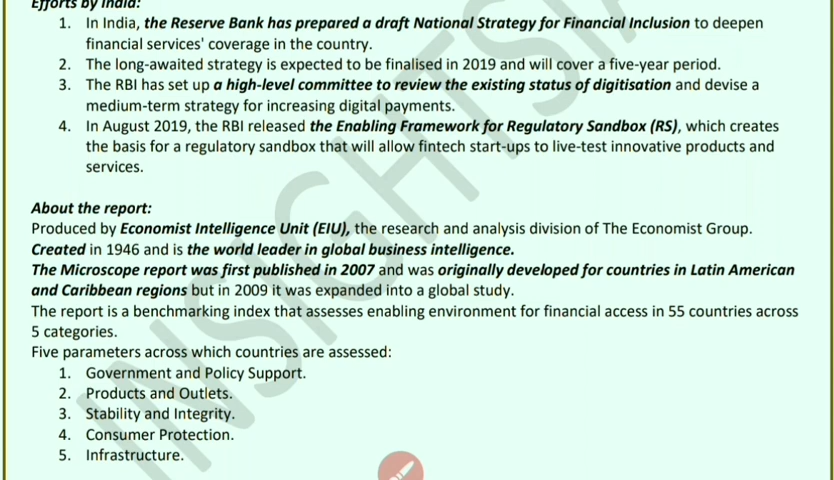 Efforts by India:
1. In India, the Reserve Bank has prepared a draft National Strategy for Financial Inclusion to deepen
financial services' coverage in the country.
2. The long-awaited strategy is expected to be finalised in 2019 and will cover a five-year period.
3. The RBI has set up a high-level committee to review the existing status of digitisation and devise a
medium-term strategy for increasing digital payments.
4. In August 2019, the RBI released the Enabling Framework for Regulatory Sandbox (RS), which creates
the basis for a regulatory sandbox that will allow fintech start-ups to live-test innovative products and
services.
About the report:
Produced by Economist Intelligence Unit (EIU), the research and analysis division of The Economist Group.
Created in 1946 and is the world leader in global business intelligence.
The Microscope report was first published in 2007 and was originally developed for countries in Latin American
and Caribbean regions but in 2009 it was expanded into a global study.
The report is a benchmarking index that assesses enabling environment for financial access in 55 countries across
5 categories.
Five parameters across which countries are assessed:
1. Government and Policy Support.
2. Products and Outlets.
3. Stability and Integrity.
4. Consumer Protection.
5. Infrastructure.
INSIGHTSIA